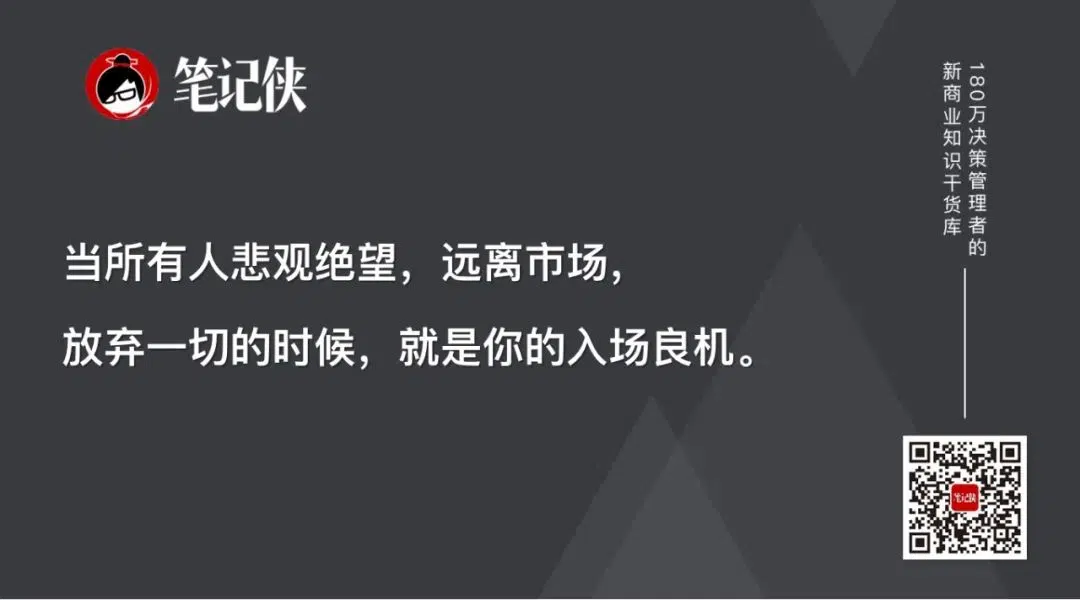 笔记侠
180万决策管理者的
新商业知识干货库
当所有人悲观绝望，远离市场，
放弃一切的时候，就是你的入场良机。
笔记侠